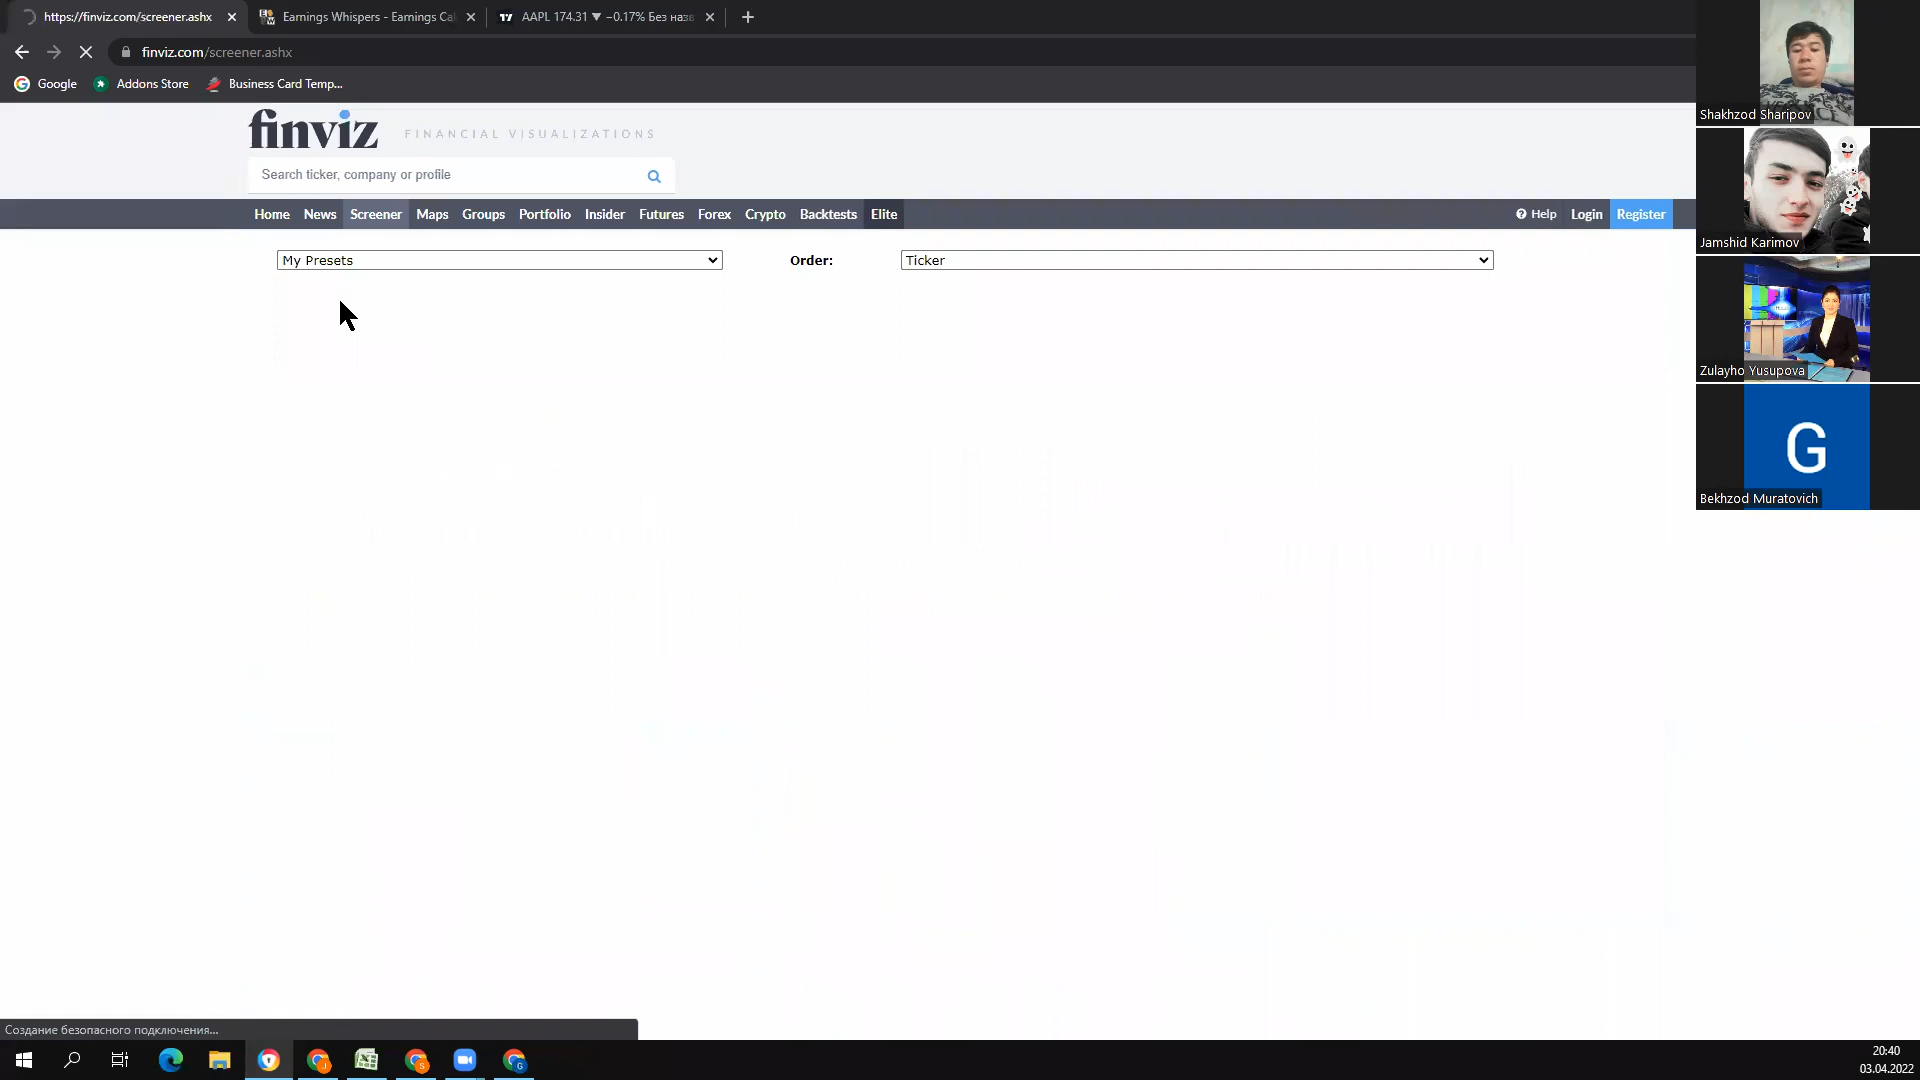 https://finviz.com/screener.ashx
Earnings Whispers - Earnings Cal
AAPL 174.31 ▼ −0.17% Без назв
finviz.com/screener.ashx
Google
Addons Store
Business Card Temp...
finviz
FINANCIAL VISUALIZATIONS
Search ticker, company or profile
Home News Screener Maps Groups Portfolio Insider Futures Forex Crypto Backtests Elite Help Login Register
My Presets Order: Ticker
Shakhzod Sharipov
Jamshid Karimov
Zulayho Yusupova
G
Bekhzod Muratovich
Создание безопасного подключения...
20:40
03.04.2022